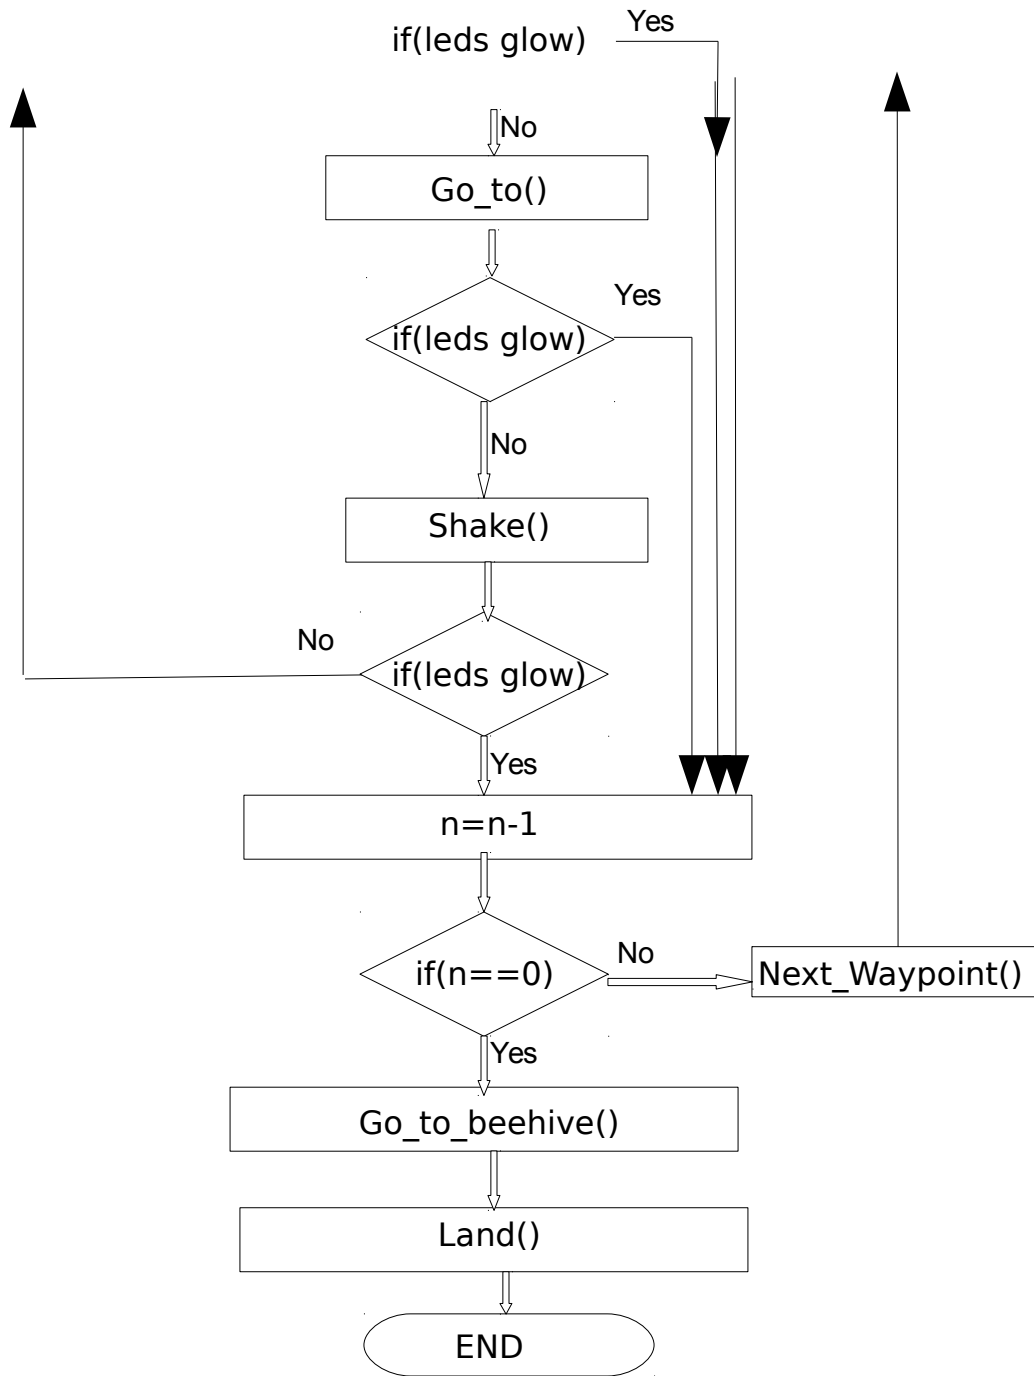 Yes
if(leds glow)
No
Go_to()
Yes
if(leds glow)
No
Shake()
No
if(leds glow)
Yes
n=n-1
No
if(n==0)
Next_Waypoint()
Yes
Go_to_beehive()
Land()
END